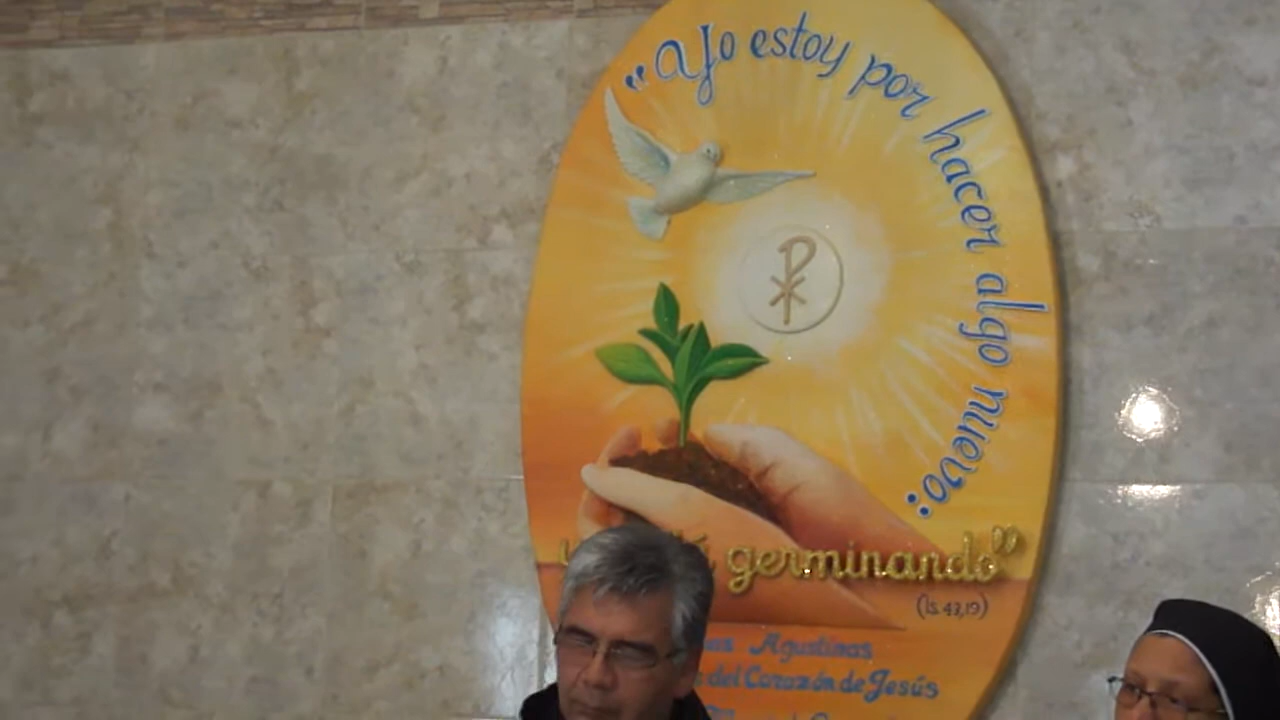 "Yo estoy por hacer algo nuevo:
germinando"
(Is. 43,19)
Agustinas
del Corazón de Jesús